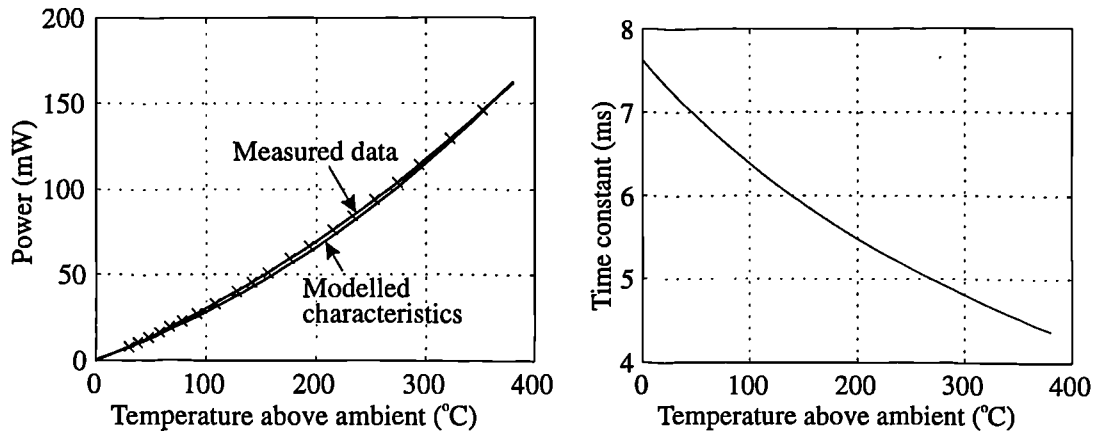 200
150
100
50
0
Power (mW)
Measured data
Modelled
characteristics
0 100 200 300 400
Temperature above ambient (°C)
8
7
6
5
4
Time constant (ms)
0 100 200 300 400
Temperature above ambient (°C)